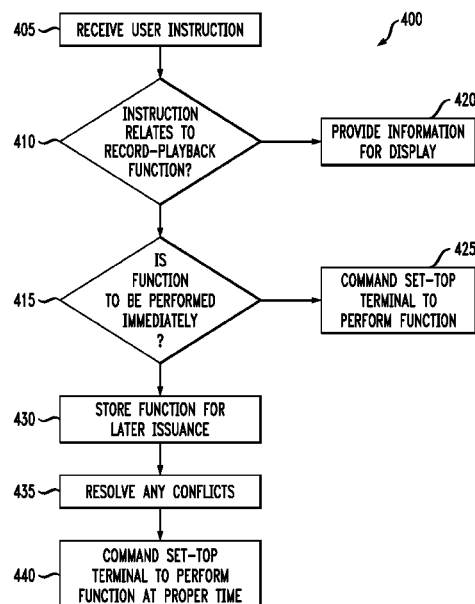 400
405
RECEIVE USER INSTRUCTION
410
INSTRUCTION
RELATES TO
RECORD-PLAYBACK
FUNCTION?
420
PROVIDE INFORMATION
FOR DISPLAY
415
IS
FUNCTION
TO BE PERFORMED
IMMEDIATELY
?
425
COMMAND SET-TOP
TERMINAL TO
PERFORM FUNCTION
430
STORE FUNCTION FOR
LATER ISSUANCE
435
RESOLVE ANY CONFLICTS
440
COMMAND SET-TOP
TERMINAL TO PERFORM
FUNCTION AT PROPER TIME